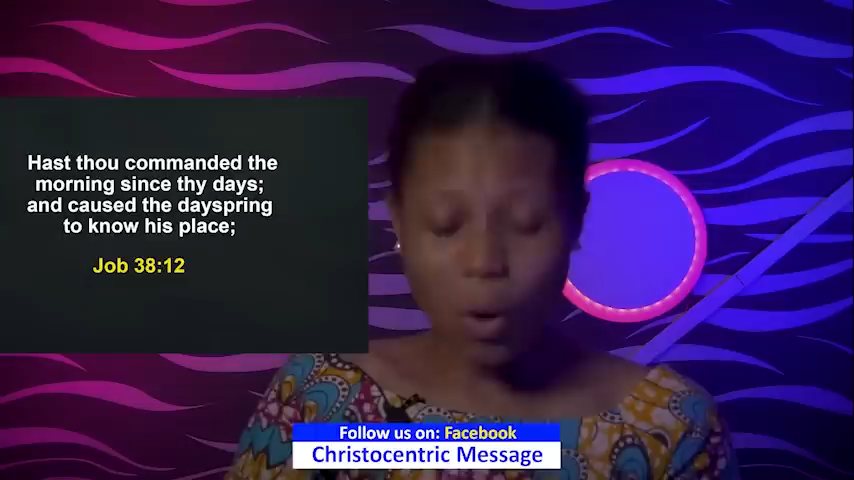 Hast thou commanded the
morning since thy days;
and caused the dayspring
to know his place;
Job 38:12
Follow us on: Facebook
Christocentric Message